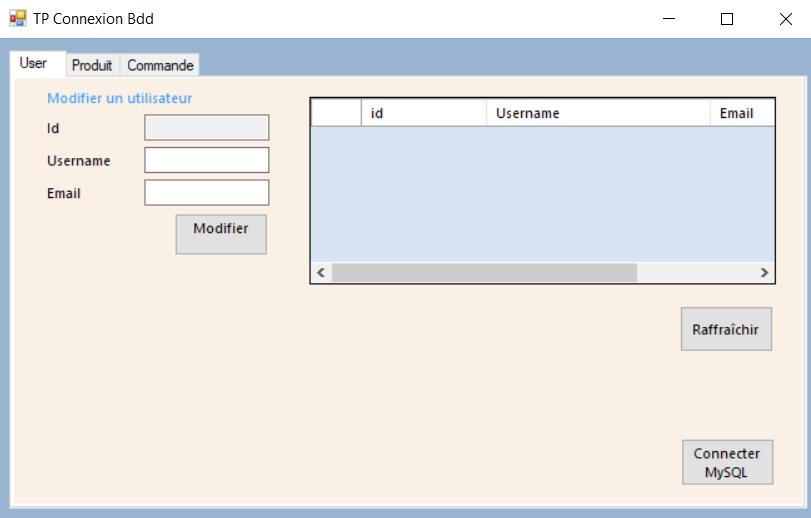 TP Connexion Bdd
User Produit Commande
Modifier un utilisateur
id Username Email
Id
Username
Email
Modifier
Raffraîchir
Connecter
MySQL